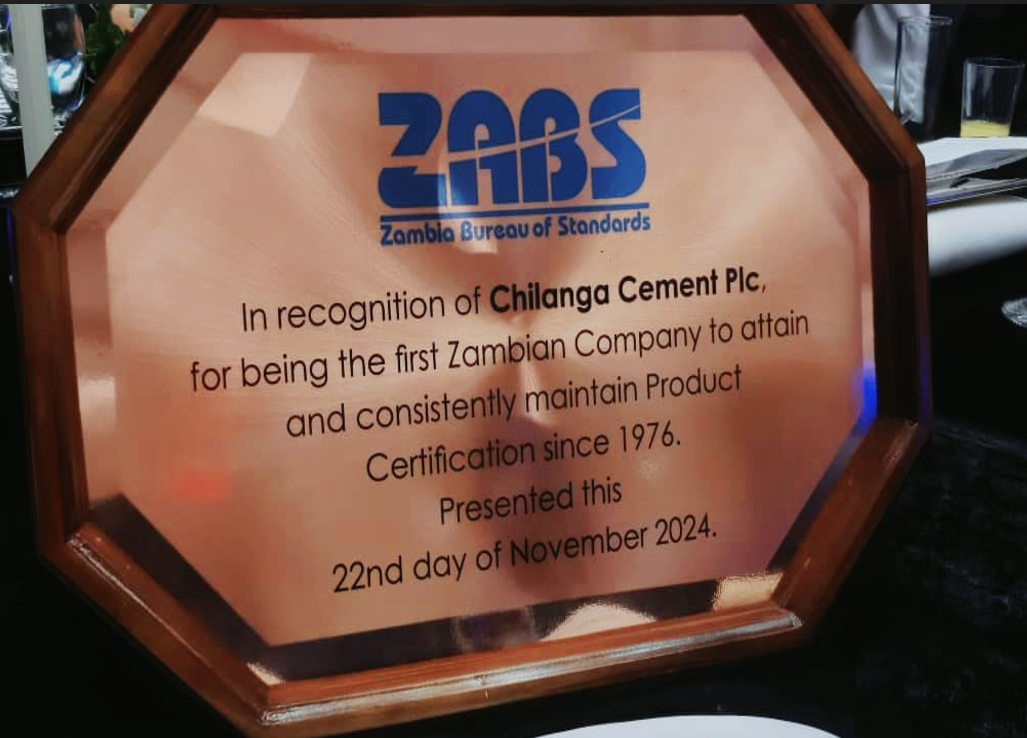 ZABS
Zambia Bureau of Standards
In recognition of Chilanga Cement Plc,
for being the first Zambian Company to attain
and consistently maintain Product
Certification since 1976.
Presented this
22nd day of November 2024.